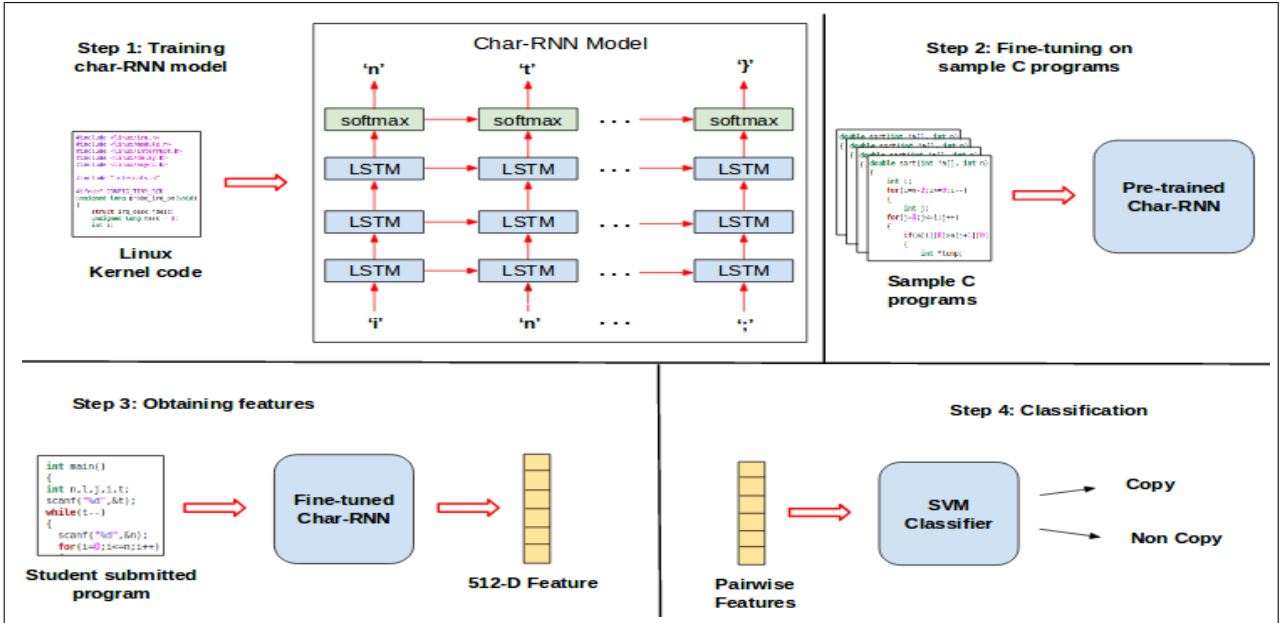 Step 1: Training
char-RNN model
Linux
Kernel code
Char-RNN Model
‘n’ ‘t’ ‘}’
softmax softmax . . . softmax
LSTM LSTM . . . LSTM
LSTM LSTM . . . LSTM
LSTM LSTM . . . LSTM
‘i’ ‘n’ . . . ‘;’
Step 2: Fine-tuning on
sample C programs
double sort(int *a[], int n)
{
int i;
for(i=n-2;i>=0;i--)
{
int j;
for(j=0;j<=i;j++)
{
{
int *temp;
Sample C
programs
Pre-trained
Char-RNN
Step 3: Obtaining features
int main()
{
int n,l,j,i,t;
scanf("%d",&t);
while(t--)
{
scanf("%d",&n);
for(i=0;i<=n;i++)
Student submitted
program
Fine-tuned
Char-RNN
512-D Feature
Step 4: Classification
Pairwise
Features
SVM
Classifier
Copy
Non Copy